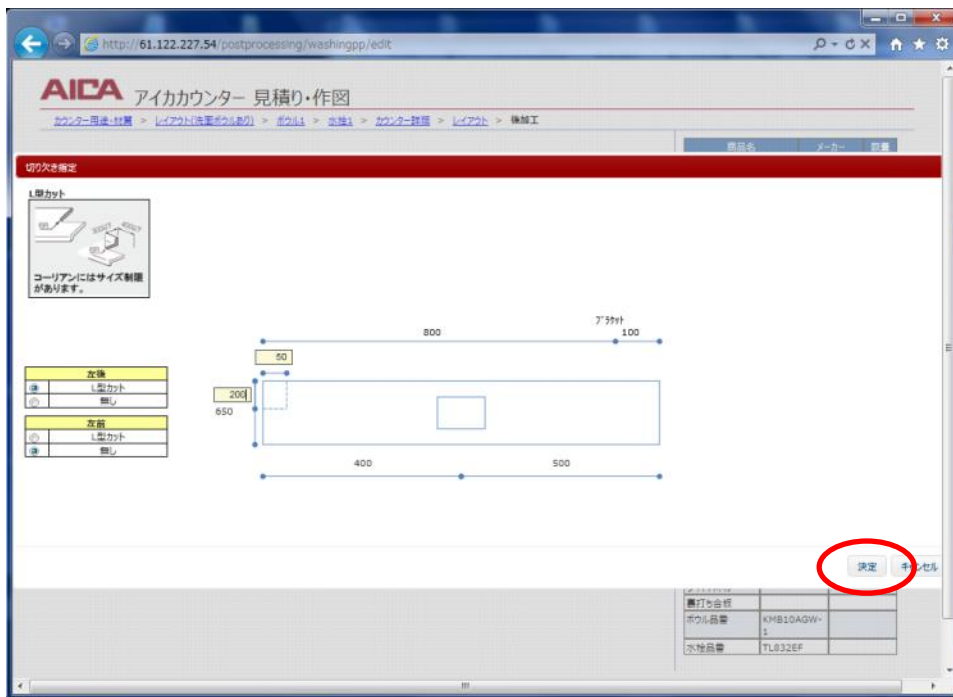 http://61.122.227.54/postprocessing/washingpp/edit
AICA アイカカウンター 見積り・作図
カウンター用途・材質 > レイアウト(洗面ボウルあり) > ボウル1 > 水栓1 > カウンター詳細 > レイアウト > 後加工
商品名 メーカー 数量
切り欠き指定
L型カット
コーリアンにはサイズ制限
があります。
ブラケット
800 100
50
左後
L型カット
無し
200
650
左前
L型カット
無し
400 500
決定 キャンセル
裏打ち合板
ボウル品番 KMB10AGW-
1
水栓品番 TL832EF